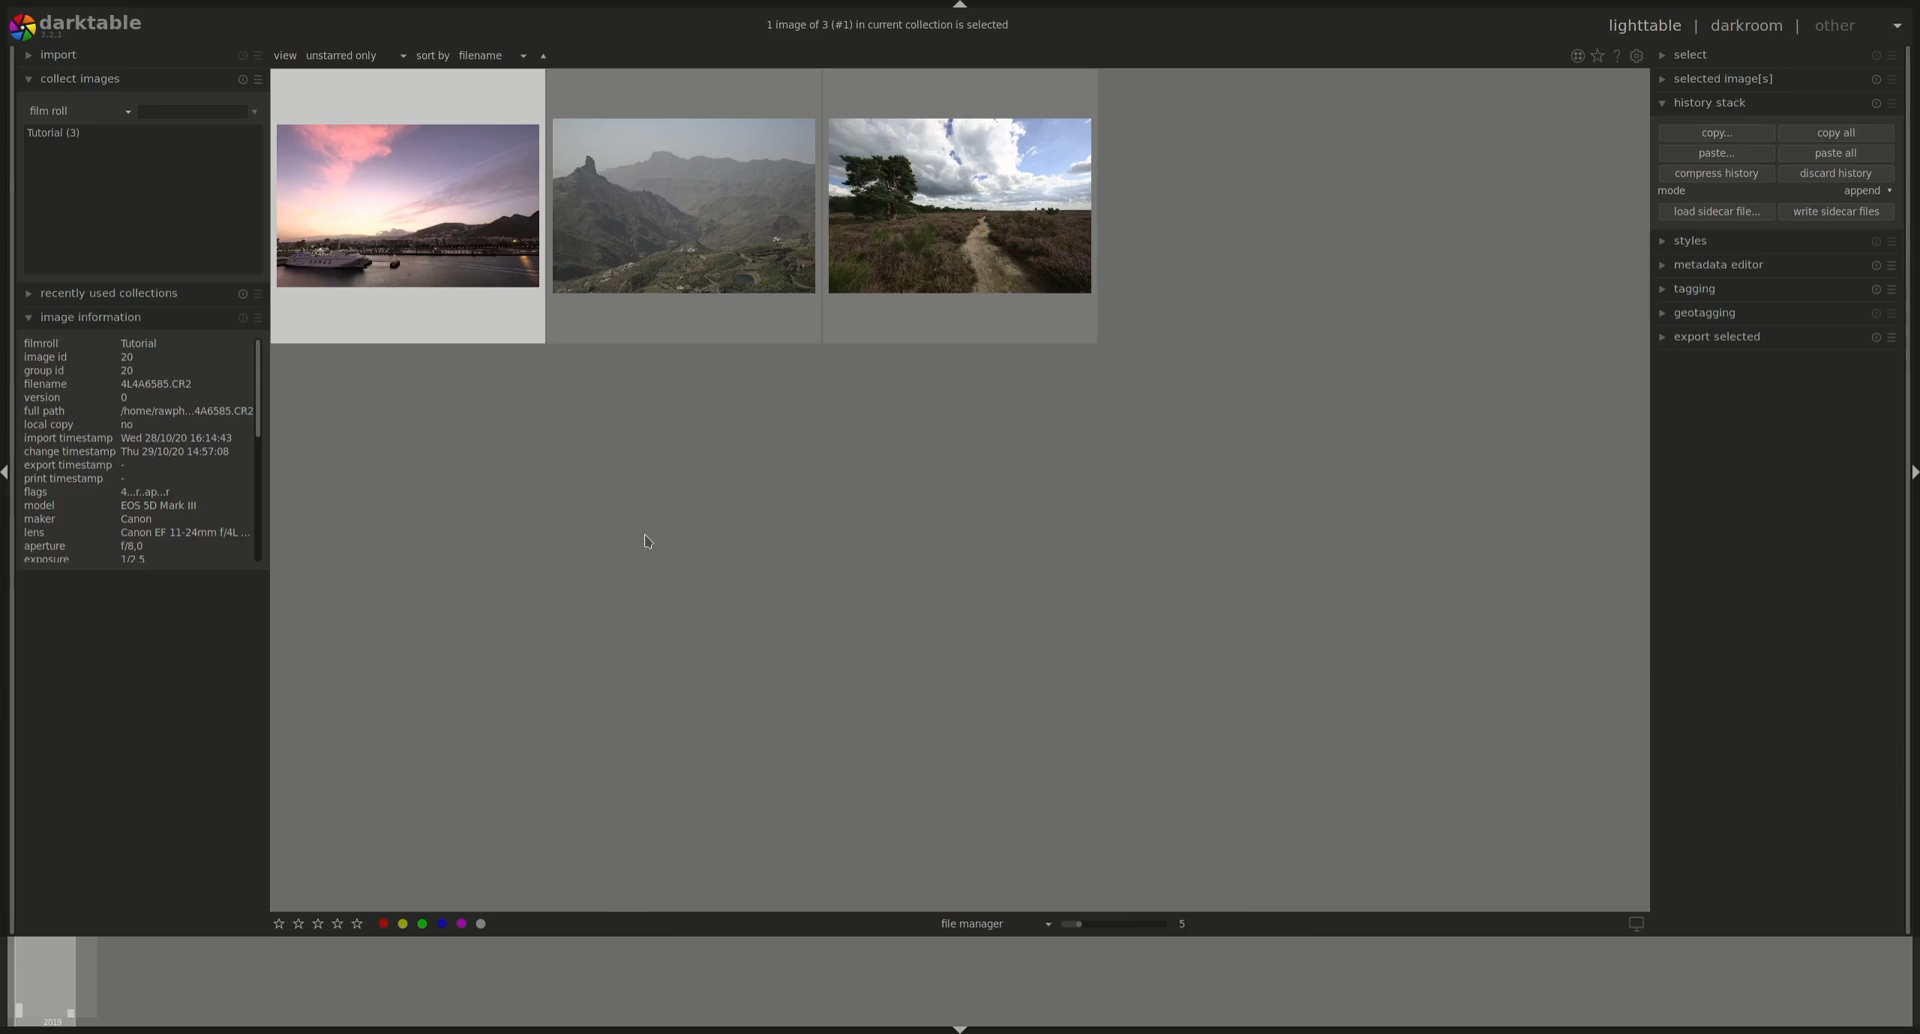 darktable
3.2.1
1 image of 3 (#1) in current collection is selected
lighttable | darkroom | other
import
collect images
film roll
Tutorial (3)
recently used collections
image information
filmroll Tutorial
image id 20
group id 20
filename 4L4A6585.CR2
version 0
full path /home/rawph...4A6585.CR2
local copy no
import timestamp Wed 28/10/20 16:14:43
change timestamp Thu 29/10/20 14:57:08
export timestamp -
print timestamp -
flags 4...r..ap...r
model EOS 5D Mark III
maker Canon
lens Canon EF 11-24mm f/4L ...
aperture f/8,0
exposure 1/2.5
view unstarred only sort by filename
?
select
selected image[s]
history stack
copy... copy all
paste... paste all
compress history discard history
mode append
load sidecar file... write sidecar files
styles
metadata editor
tagging
geotagging
export selected
file manager 5
2019